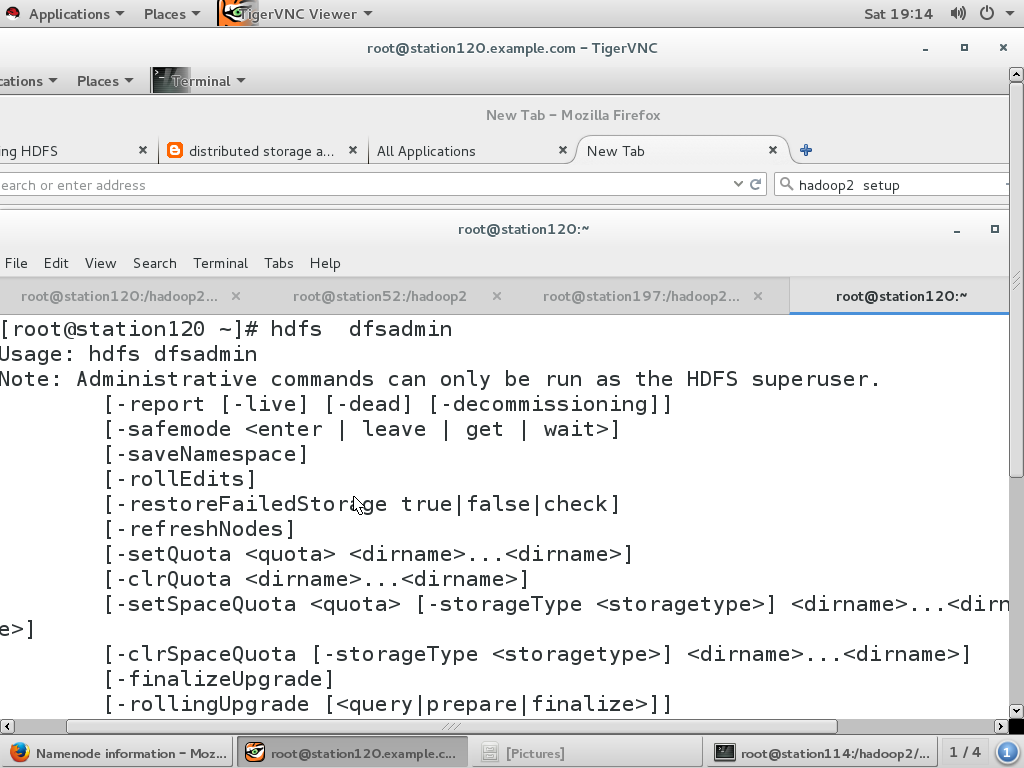 Applications Places TigerVNC Viewer Sat 19:14
root@station120.example.com – TigerVNC
cations Places Terminal
New Tab – Mozilla Firefox
ing HDFS distributed storage a... All Applications New Tab
earch or enter address hadoop2 setup
root@station120:~
File Edit View Search Terminal Tabs Help
root@station120:/hadoop2... root@station52:/hadoop2 root@station197:/hadoop2... root@station120:~
[root@station120 ~]# hdfs  dfsadmin
Usage: hdfs dfsadmin
Note: Administrative commands can only be run as the HDFS superuser.
[-report [-live] [-dead] [-decommissioning]]
[-safemode <enter | leave | get | wait>]
[-saveNamespace]
[-rollEdits]
[-restoreFailedStorage true|false|check]
[-refreshNodes]
[-setQuota <quota> <dirname>...<dirname>]
[-clrQuota <dirname>...<dirname>]
[-setSpaceQuota <quota> [-storageType <storagetype>] <dirname>...<dirn
e>]
[-clrSpaceQuota [-storageType <storagetype>] <dirname>...<dirname>]
[-finalizeUpgrade]
[-rollingUpgrade [<query|prepare|finalize>]]
Namenode information – Moz... root@station120.example.c... [Pictures] root@station114:/hadoop2/... 1 / 4 1